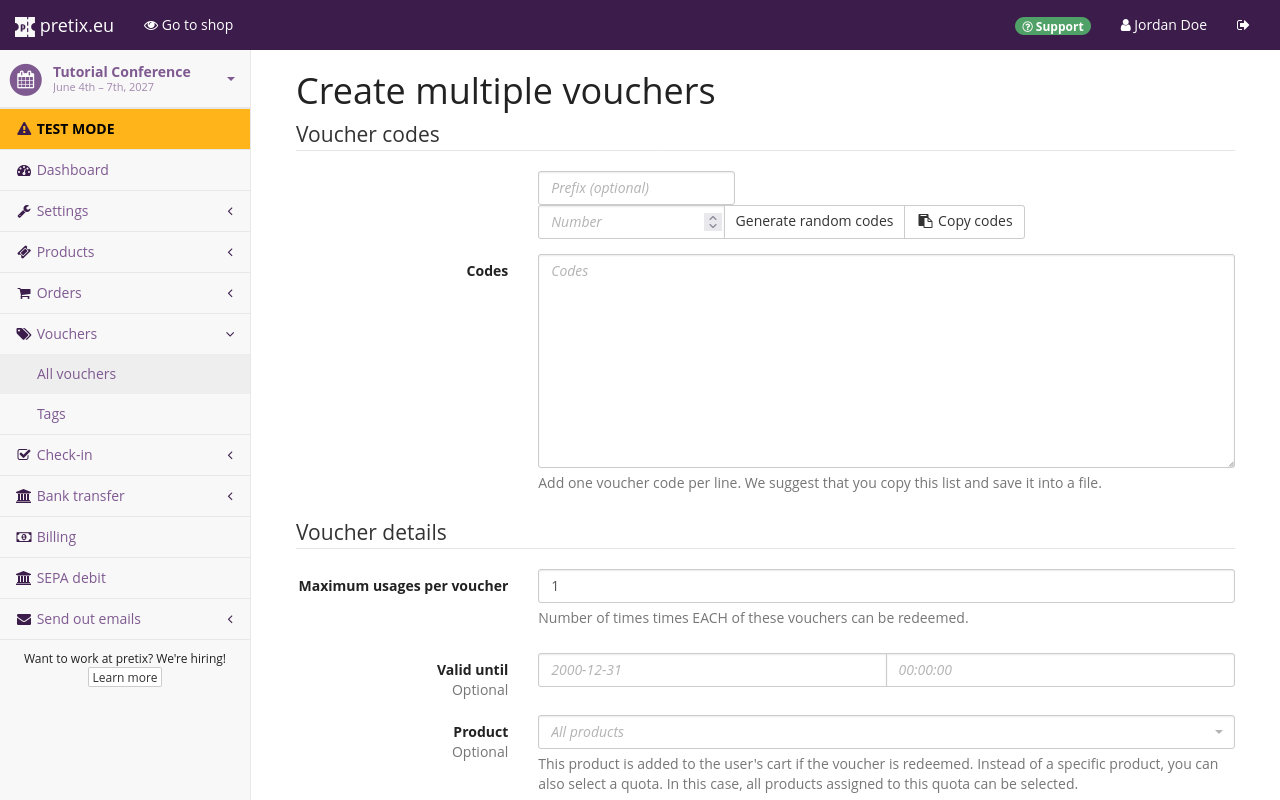 pretix.eu
Go to shop
Support
Jordan Doe
Tutorial Conference
June 4th – 7th, 2027
TEST MODE
Dashboard
Settings
Products
Orders
Vouchers
All vouchers
Tags
Check-in
Bank transfer
Billing
SEPA debit
Send out emails
Want to work at pretix? We're hiring!
Learn more
Create multiple vouchers
Voucher codes
Prefix (optional)
Number
Generate random codes
Copy codes
Codes
Codes
Add one voucher code per line. We suggest that you copy this list and save it into a file.
Voucher details
Maximum usages per voucher
1
Number of times times EACH of these vouchers can be redeemed.
Valid until
Optional
2000-12-31
00:00:00
Product
Optional
All products
This product is added to the user's cart if the voucher is redeemed. Instead of a specific product, you can
also select a quota. In this case, all products assigned to this quota can be selected.